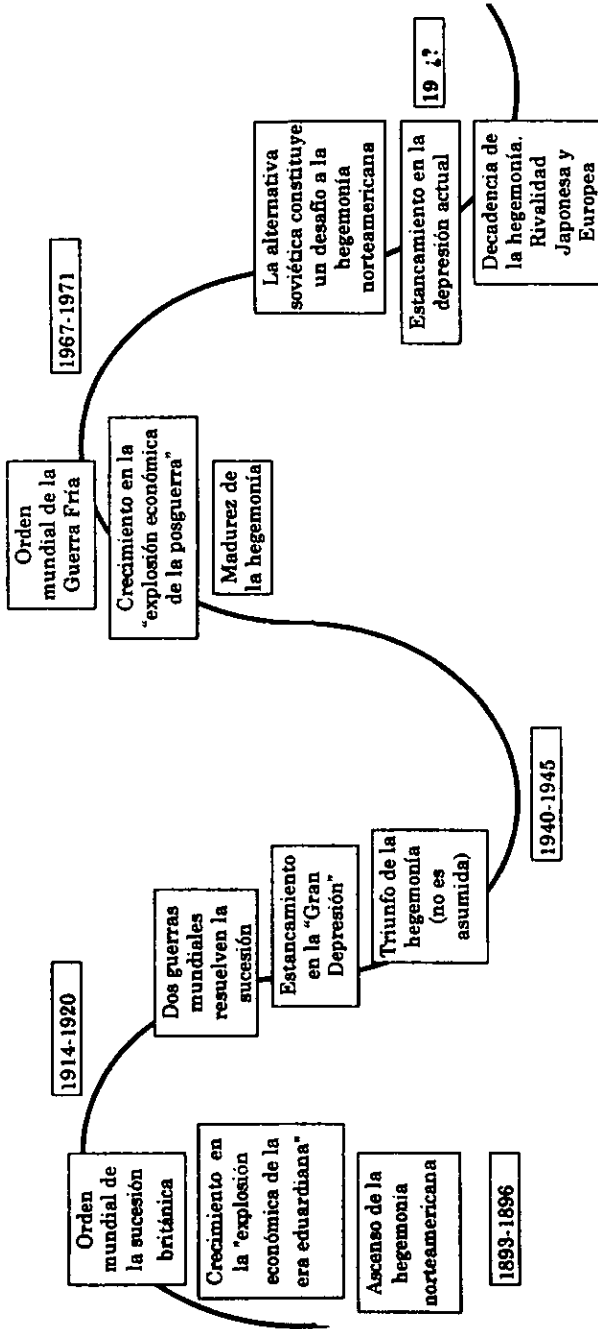 Orden
mundial de
la sucesión
británica
1914-1920
Crecimiento en
la "explosión
económica de la
era eduardiana"
Ascenso de la
hegemonía
norteamericana
1893-1896
Dos guerras
mundiales
resuelven la
sucesión
Estancamiento
en la "Gran
Depresión"
Triunfo de la
hegemonía
(no es
asumida)
1940-1945
Orden
mundial de la
Guerra Fría
1967-1971
Crecimiento en la
"explosión económica
de la posguerra"
Madurez de
la hegemonía
La alternativa
soviética constituye
un desafío a la
hegemonía
norteamericana
Estancamiento en la
depresión actual
19 ¿?
Decadencia de
la hegemonía.
Rivalidad
Japonesa y
Europea